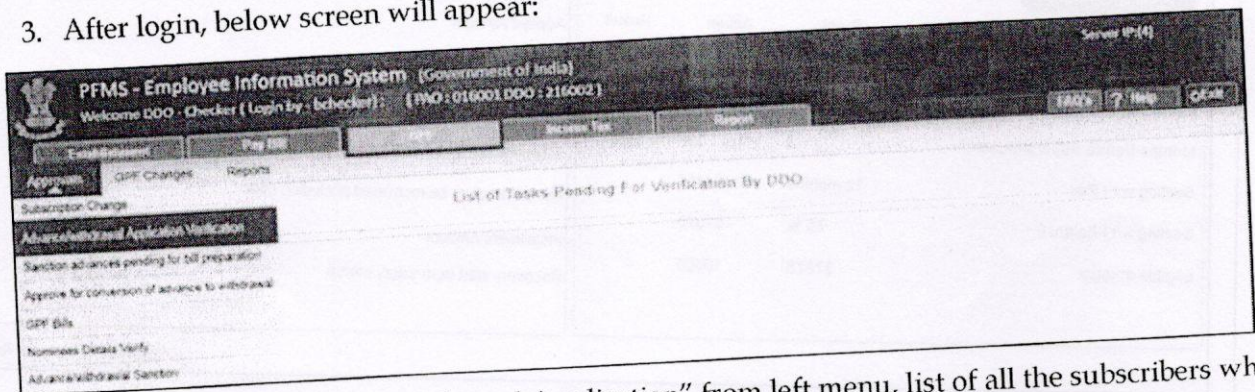 3. After login, below screen will appear:
Server IP:[4]
PFMS - Employee Information System (Government of India)
Welcome DDO - Checker ( Login by : bchecker) ; { PAO : 016001 DDO : 216002 }
FAQ's ? Help Exit
Establishment Pay Bill Income Tax Report
Approvals GPF Changes Reports
List of Tasks Pending For Verification By DDO
Subscription Change
Advance/withdrawal Application Verification
Sanction advances pending for bill preparation
Approve for conversion of advance to withdrawal
GPF Bills
Nominees Details Verify
Advance/withdrawal Sanction
from left menu, list of all the subscribers